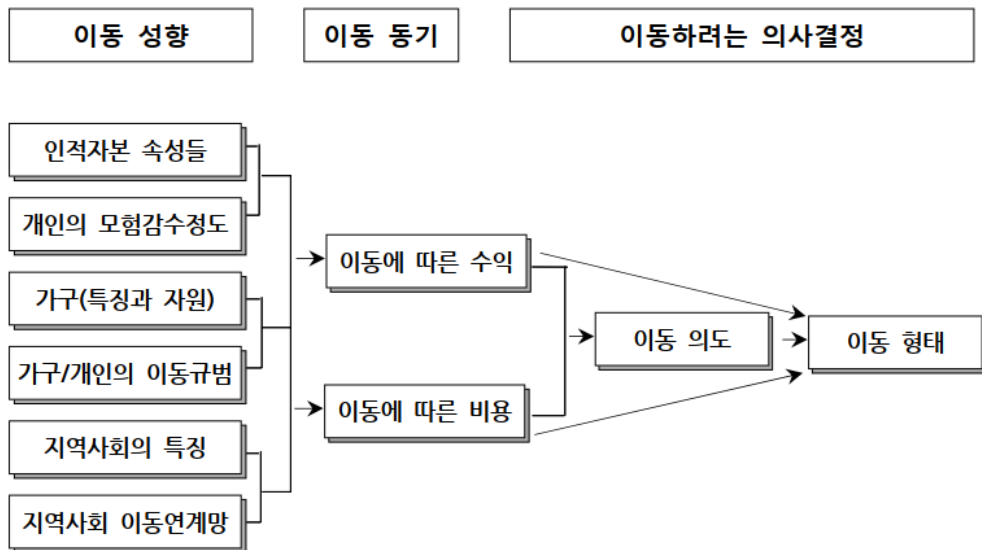 이동 성향
이동 동기
이동하려는 의사결정
인적자본 속성들
개인의 모험감수정도
가구(특징과 자원)
가구/개인의 이동규범
지역사회의 특징
지역사회 이동연계망
이동에 따른 수익
이동에 따른 비용
이동 의도
이동 형태